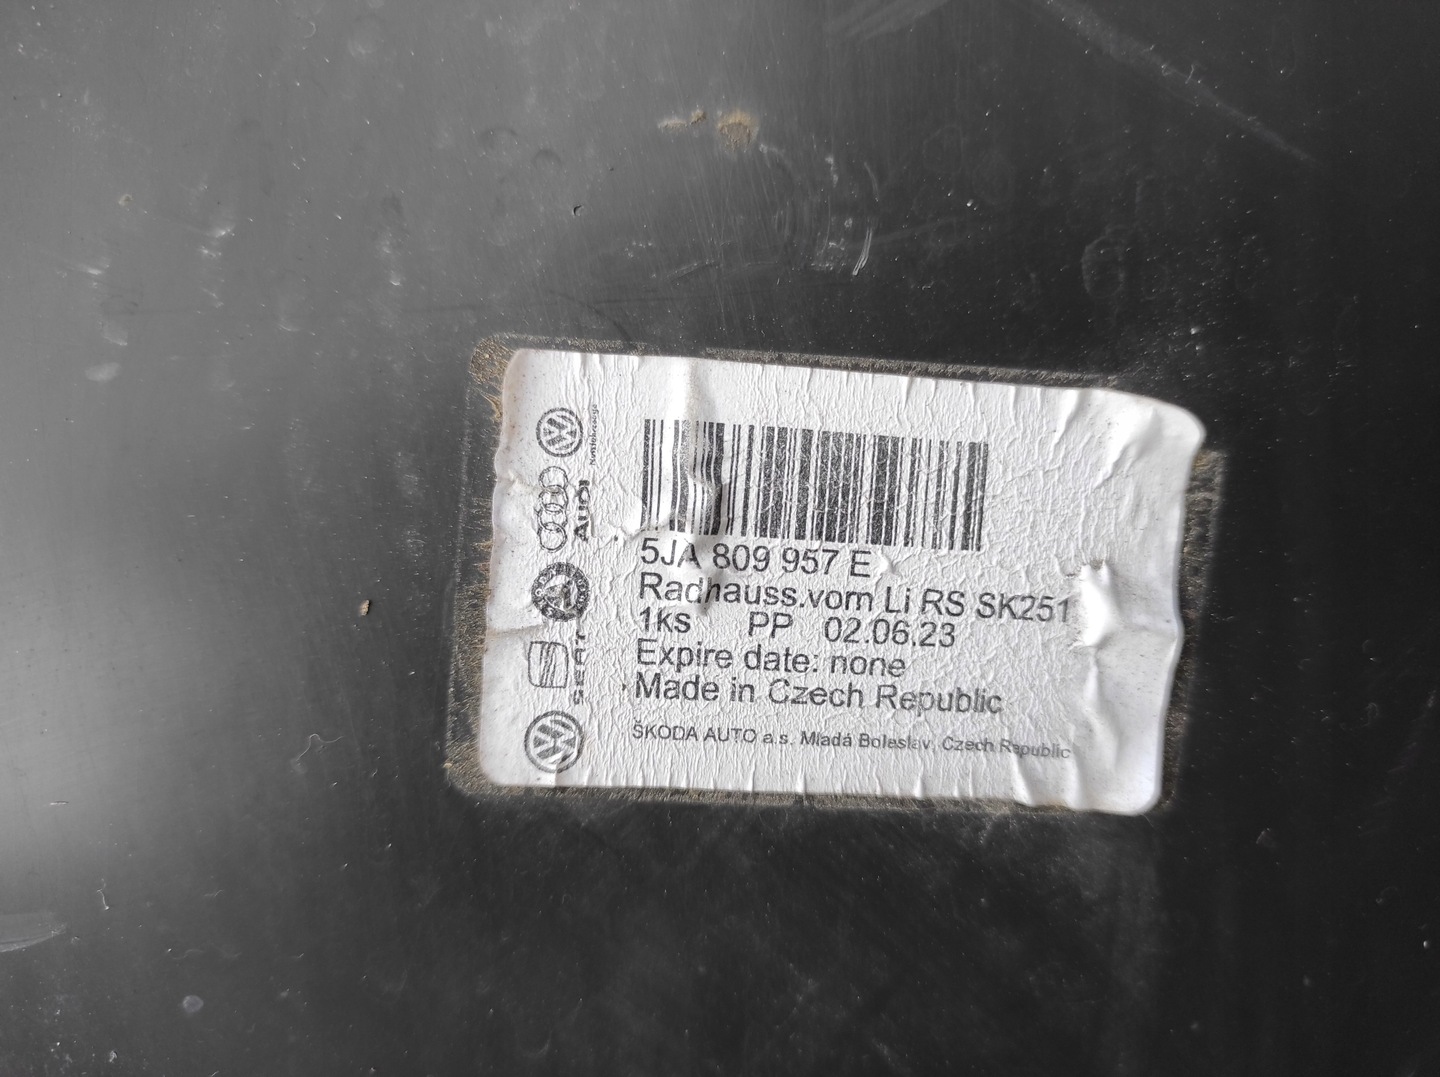 5JA 809 957 E
Radhauss.vorn Li RS SK251
1ks PP 02.06.23
Expire date: none
Made in Czech Republic
ŠKODA AUTO a.s. Mladá Boleslav, Czech Republic
Nutzfahrzeuge
Audi
SEAT